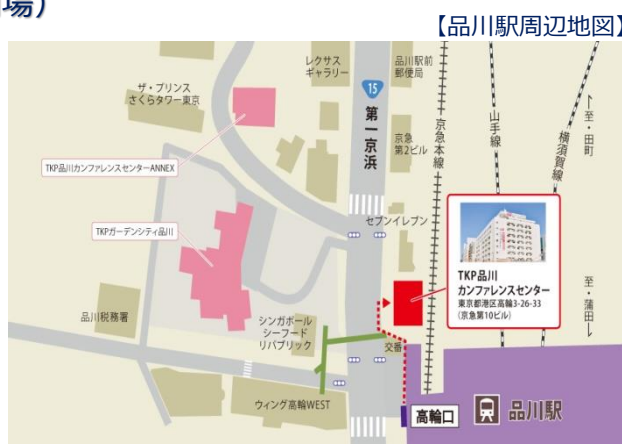 場）
【品川駅周辺地図】
レクサス
ギャラリー
品川駅前
郵便局
ザ・プリンス
さくらタワー東京
15
第一京浜
京急
第2ビル
京急本線
山手線
横須賀線
↑至・田町
TKP品川カンファレンスセンターANNEX
TKPガーデンシティ品川
セブンイレブン
TKP品川
カンファレンスセンター
東京都港区高輪3-26-33
（京急第10ビル）
至・蒲田↓
品川税務署
シンガポール
シーフード
リパブリック
交番
ウィング高輪WEST
高輪口
品川駅